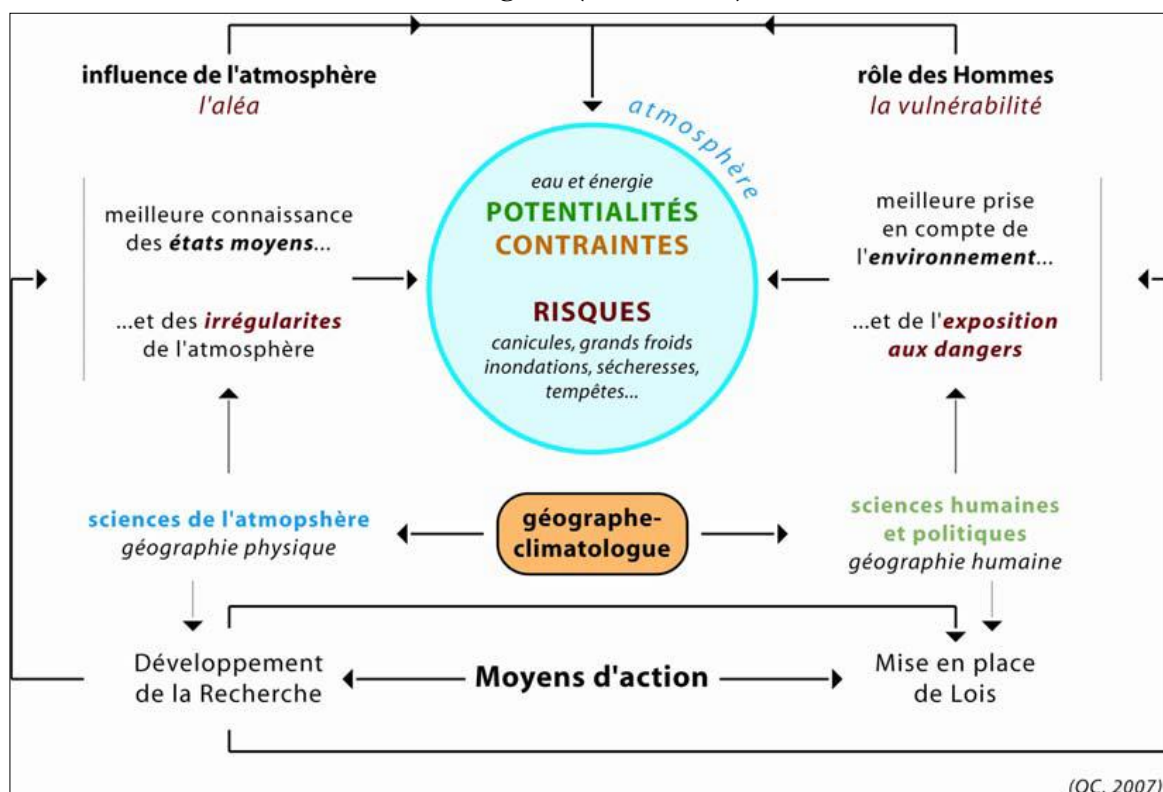 influence de l'atmosphère
l'aléa
rôle des Hommes
la vulnérabilité
atmosphère
eau et énergie
POTENTIALITÉS
CONTRAINTES
RISQUES
canicules, grands froids
inondations, sécheresses,
tempêtes...
meilleure connaissance
des états moyens...
...et des irrégularites
de l'atmosphère
meilleure prise
en compte de
l'environnement...
...et de l'exposition
aux dangers
sciences de l'atmopshère
géographie physique
géographe-
climatologue
sciences humaines
et politiques
géographie humaine
Développement
de la Recherche
Moyens d'action
Mise en place
de Lois
(OC, 2007)